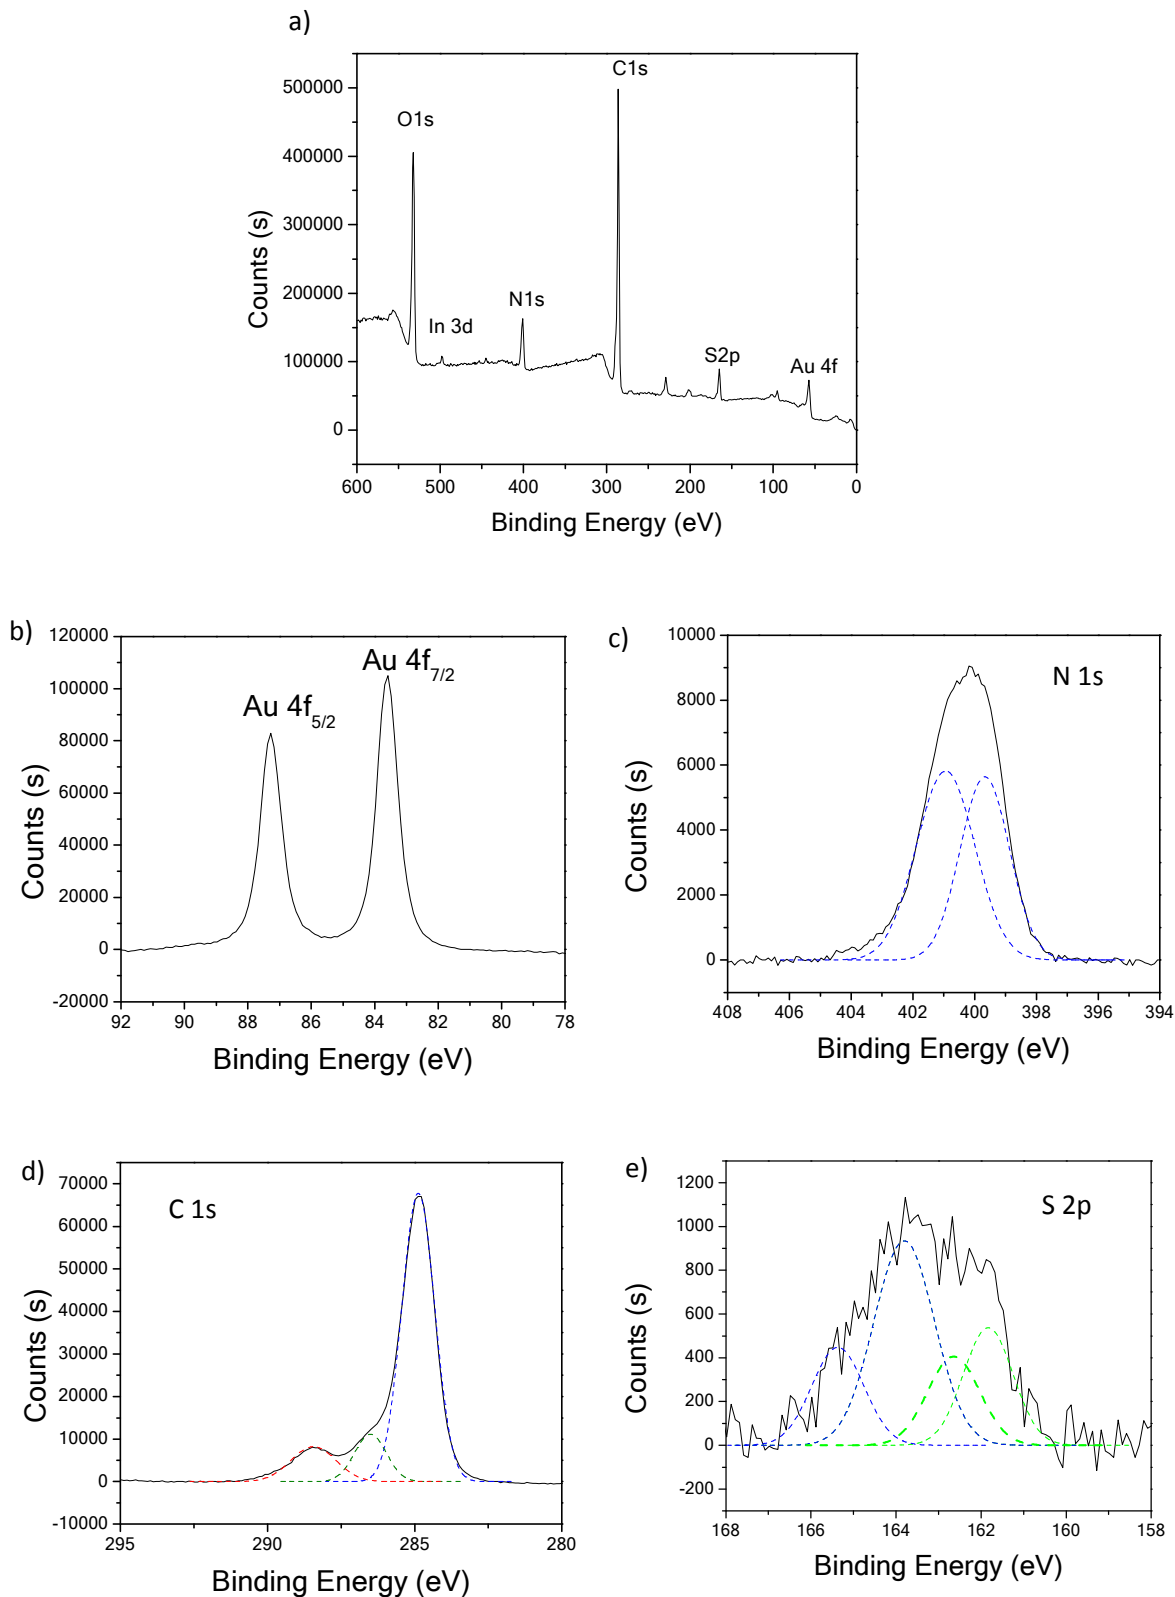 a)
C1s
O1s
N1s
In 3d
S2p
Au 4f
500000
400000
300000
200000
100000
0
Counts (s)
600 500 400 300 200 100 0
Binding Energy (eV)
b)
Au 4f7/2
Au 4f5/2
120000
100000
80000
60000
40000
20000
0
-20000
Counts (s)
92 90 88 86 84 82 80 78
Binding Energy (eV)
c)
N 1s
10000
8000
6000
4000
2000
0
Counts (s)
408 406 404 402 400 398 396 394
Binding Energy (eV)
d)
C 1s
70000
60000
50000
40000
30000
20000
10000
0
-10000
Counts (s)
295 290 285 280
Binding Energy (eV)
e)
S 2p
1200
1000
800
600
400
200
0
-200
Counts (s)
168 166 164 162 160 158
Binding Energy (eV)